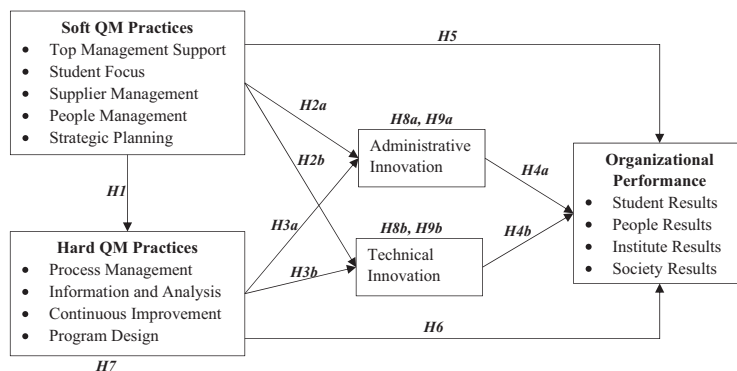 Soft QM Practices
• Top Management Support
• Student Focus
• Supplier Management
• People Management
• Strategic Planning
H1
Hard QM Practices
• Process Management
• Information and Analysis
• Continuous Improvement
• Program Design
H7
H5
H2a
H2b
H3a
H3b
H8a, H9a
Administrative
Innovation
H8b, H9b
Technical
Innovation
H4a
H4b
H6
Organizational
Performance
• Student Results
• People Results
• Institute Results
• Society Results